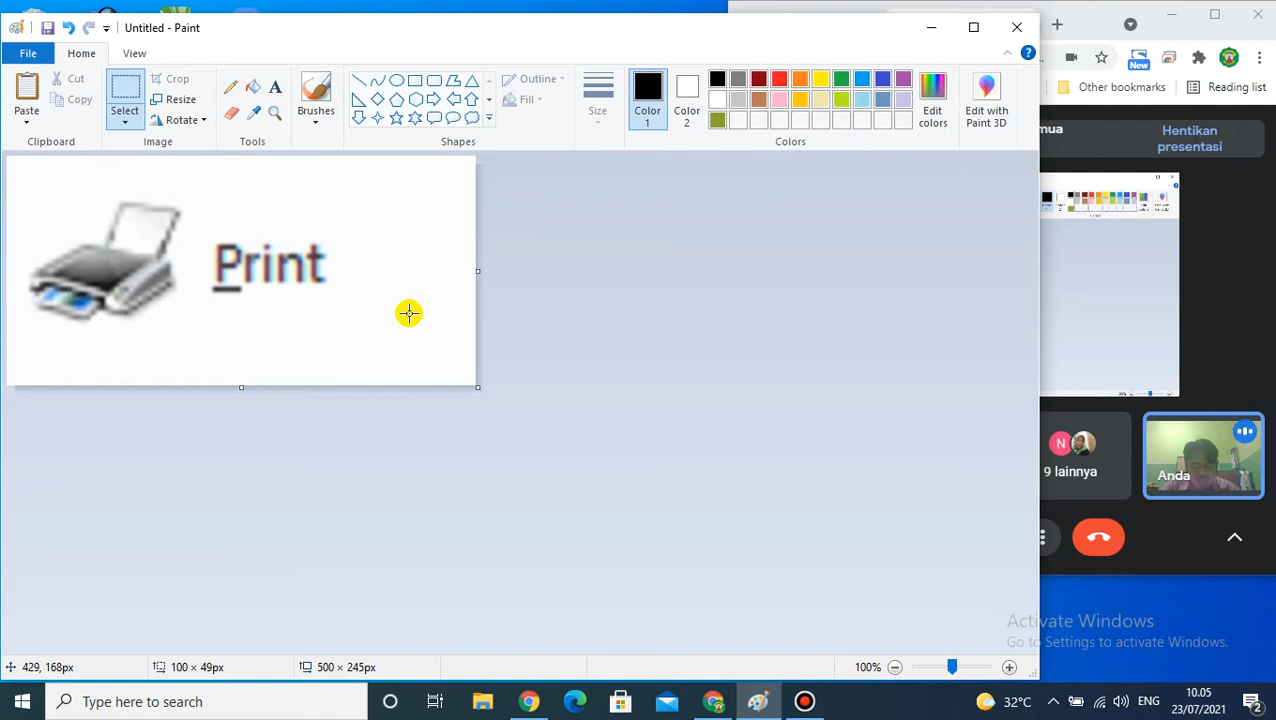 Untitled - Paint
File
Home
View
Paste
Cut
Copy
Clipboard
Select
Crop
Resize
Rotate
Image
Tools
Brushes
Shapes
Outline
Fill
Size
Color
1
Color
2
Colors
Edit
colors
Edit with
Paint 3D
New
Other bookmarks
Reading list
mua
Hentikan
presentasi
Print
N
9 lainnya
Anda
Activate Windows
Go to Settings to activate Windows.
429, 168px
100 × 49px
500 × 245px
100%
Type here to search
32°C
ENG
10.05
23/07/2021
2